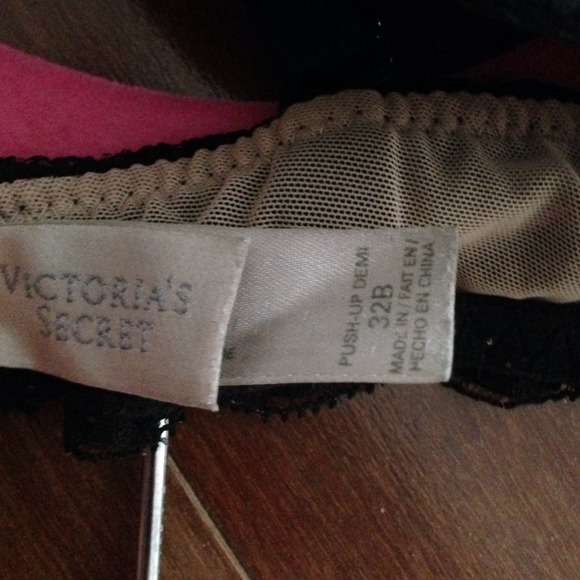 VICTORIA'S
SECRET
PUSH-UP DEMI
32B
MADE IN / FAIT EN /
HECHO EN CHINA